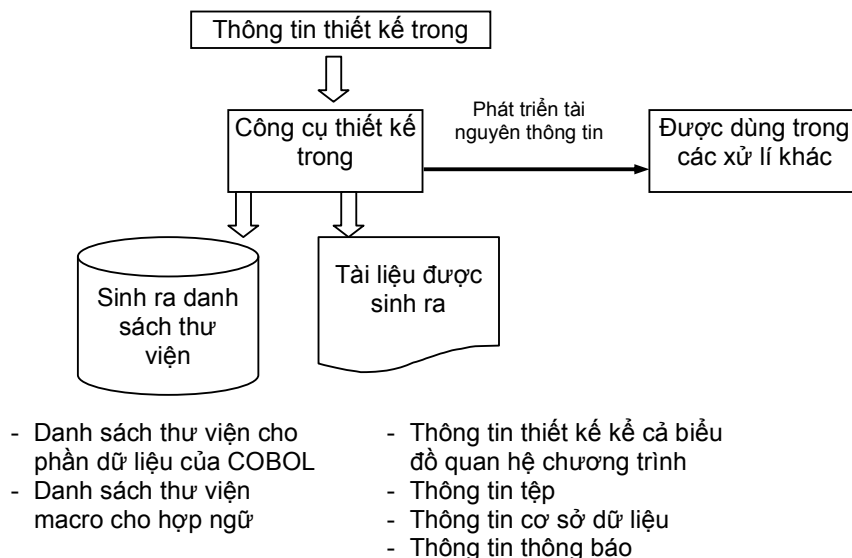 Thông tin thiết kế trong
Công cụ thiết kế
trong
Phát triển tài
nguyên thông tin
Được dùng trong
các xử lí khác
Sinh ra danh
sách thư
viện
Tài liệu được
sinh ra
- Danh sách thư viện cho
phần dữ liệu của COBOL
- Danh sách thư viện
macro cho hợp ngữ
- Thông tin thiết kế kể cả biểu
đồ quan hệ chương trình
- Thông tin tệp
- Thông tin cơ sở dữ liệu
- Thông tin thông báo